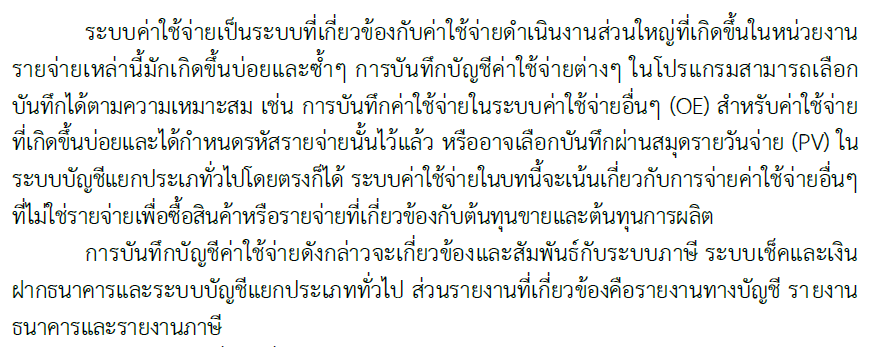 ระบบค่าใช้จ่ายเป็นระบบที่เกี่ยวข้องกับค่าใช้จ่ายดำเนินงานส่วนใหญ่ที่เกิดขึ้นในหน่วยงาน
รายจ่ายเหล่านี้มักเกิดขึ้นบ่อยและซ้ำๆ การบันทึกบัญชีค่าใช้จ่ายต่างๆ ในโปรแกรมสามารถเลือก
บันทึกได้ตามความเหมาะสม เช่น การบันทึกค่าใช้จ่ายในระบบค่าใช้จ่ายอื่นๆ (OE) สำหรับค่าใช้จ่าย
ที่เกิดขึ้นบ่อยและได้กำหนดรหัสรายจ่ายนั้นไว้แล้ว หรืออาจเลือกบันทึกผ่านสมุดรายวันจ่าย (PV) ใน
ระบบบัญชีแยกประเภททั่วไปโดยตรงก็ได้ ระบบค่าใช้จ่ายในบทนี้จะเน้นเกี่ยวกับการจ่ายค่าใช้จ่ายอื่นๆ
ที่ไม่ใช่รายจ่ายเพื่อซื้อสินค้าหรือรายจ่ายที่เกี่ยวข้องกับต้นทุนขายและต้นทุนการผลิต
การบันทึกบัญชีค่าใช้จ่ายดังกล่าวจะเกี่ยวข้องและสัมพันธ์กับระบบภาษี ระบบเช็คและเงิน
ฝากธนาคารและระบบบัญชีแยกประเภททั่วไป ส่วนรายงานที่เกี่ยวข้องคือรายงานทางบัญชี รายงาน
ธนาคารและรายงานภาษี